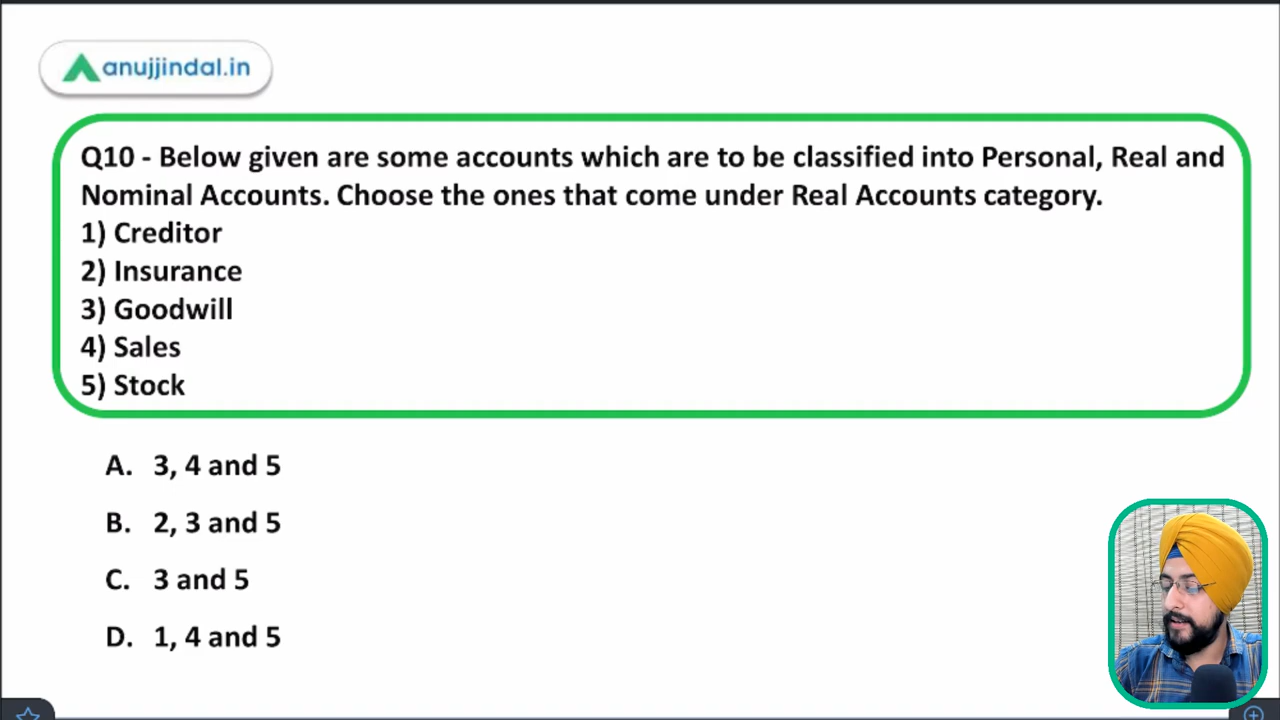 anujjindal.in
Q10 - Below given are some accounts which are to be classified into Personal, Real and
Nominal Accounts. Choose the ones that come under Real Accounts category.
1) Creditor
2) Insurance
3) Goodwill
4) Sales
5) Stock
A. 3, 4 and 5
B. 2, 3 and 5
C. 3 and 5
D. 1, 4 and 5